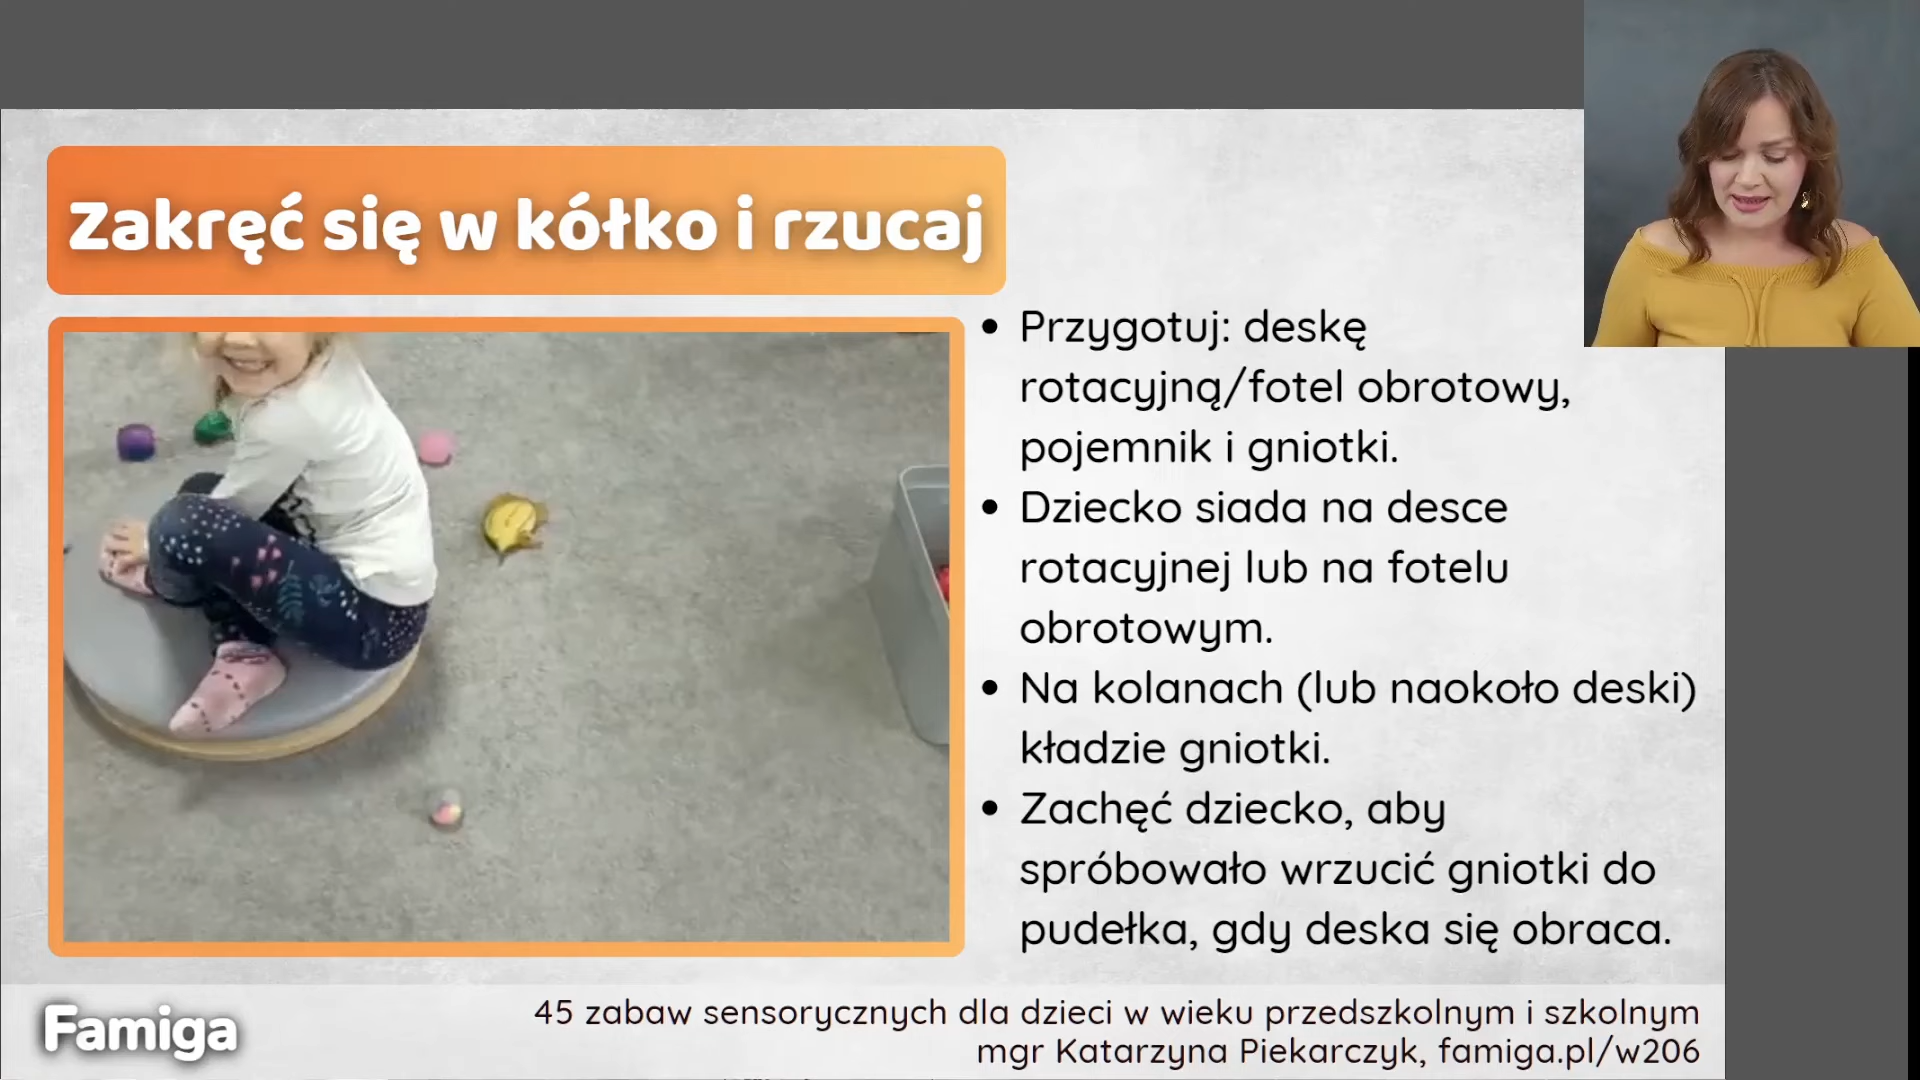 Zakręć się w kółko i rzucaj
• Przygotuj: deskę
rotacyjną/fotel obrotowy,
pojemnik i gniotki.
• Dziecko siada na desce
rotacyjnej lub na fotelu
obrotowym.
• Na kolanach (lub naokoło deski)
kładzie gniotki.
• Zachęć dziecko, aby
spróbowało wrzucić gniotki do
pudełka, gdy deska się obraca.
Famiga
45 zabaw sensorycznych dla dzieci w wieku przedszkolnym i szkolnym
mgr Katarzyna Piekarczyk, famiga.pl/w206